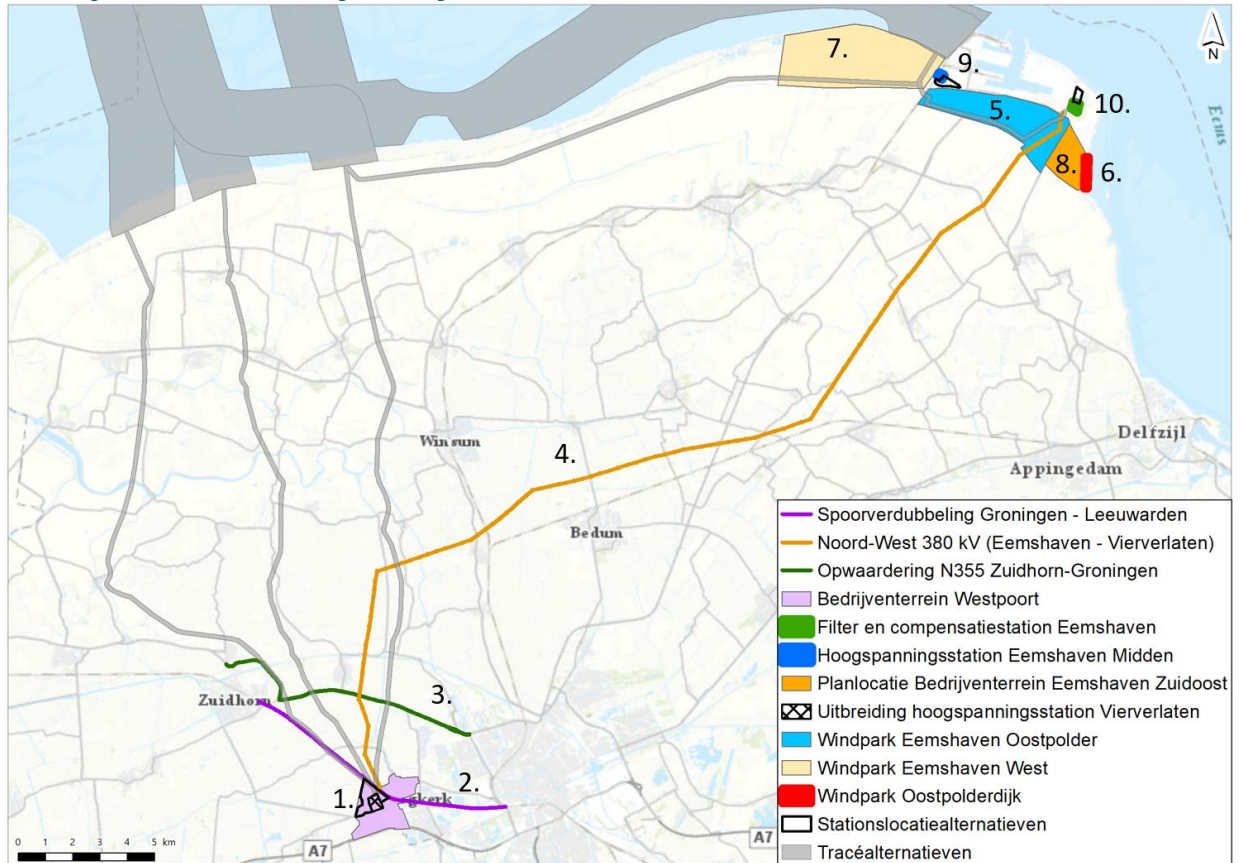 7.
N
9.
5.
10.
Eems
8.
6.
Delfzijl
Winsum
4.
Appingedam
Bedum
3.
Zuidhorn
2.
1.
gkerk
A7
A7
0 1 2 3 4 5 km
Spoorverdubbeling Groningen - Leeuwarden
Noord-West 380 kV (Eemshaven - Vierverlaten)
Opwaardering N355 Zuidhorn-Groningen
Bedrijventerrein Westpoort
Filter en compensatiestation Eemshaven
Hoogspanningsstation Eemshaven Midden
Planlocatie Bedrijventerrein Eemshaven Zuidoost
Uitbreiding hoogspanningsstation Vierverlaten
Windpark Eemshaven Oostpolder
Windpark Eemshaven West
Windpark Oostpolderdijk
Stationslocatiealternatieven
Tracéalternatieven